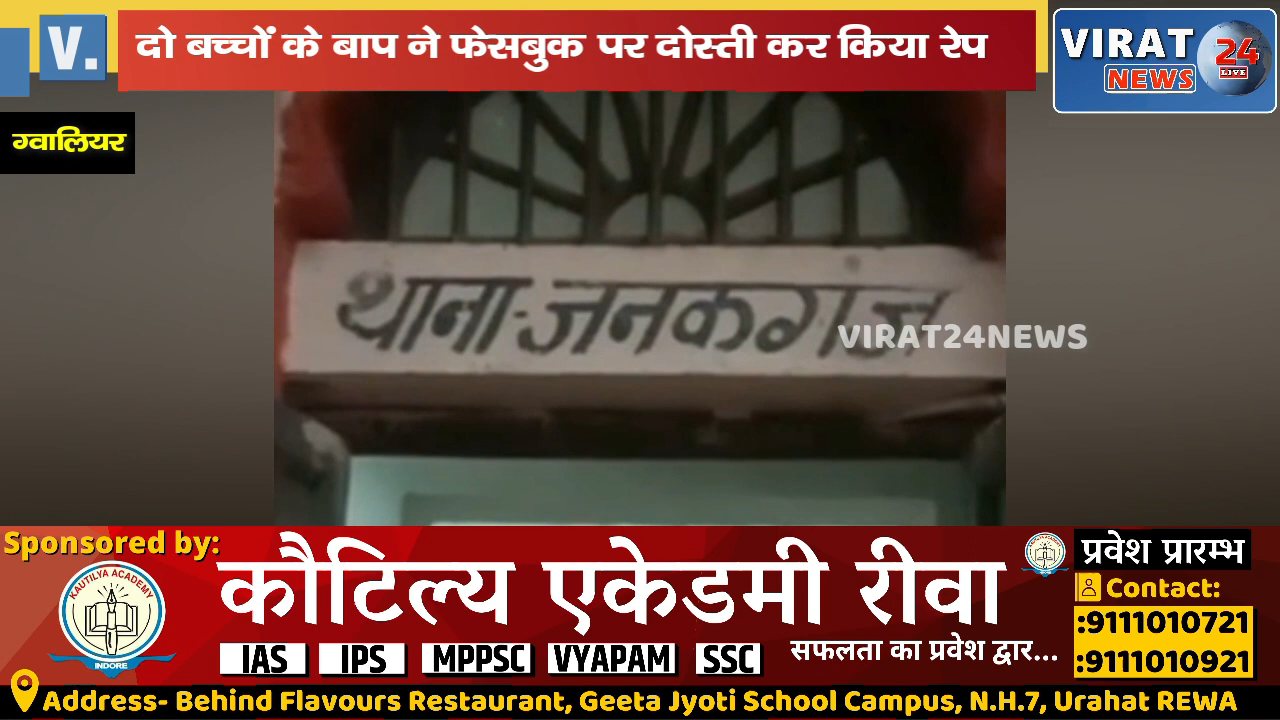 V.
दो बच्चों के बाप ने फेसबुक पर दोस्ती कर किया रेप
VIRAT
24
NEWS
LIVE
ग्वालियर
थाना-जनकगंज
VIRAT24NEWS
Sponsored by:
KAUTILYA ACADEMY
INDORE
कौटिल्य एकेडमी रीवा
IAS IPS MPPSC VYAPAM SSC
सफलता का प्रवेश द्वार...
प्रवेश प्रारम्भ
Contact:
:9111010721
:9111010921
Address- Behind Flavours Restaurant, Geeta Jyoti School Campus, N.H.7, Urahat REWA